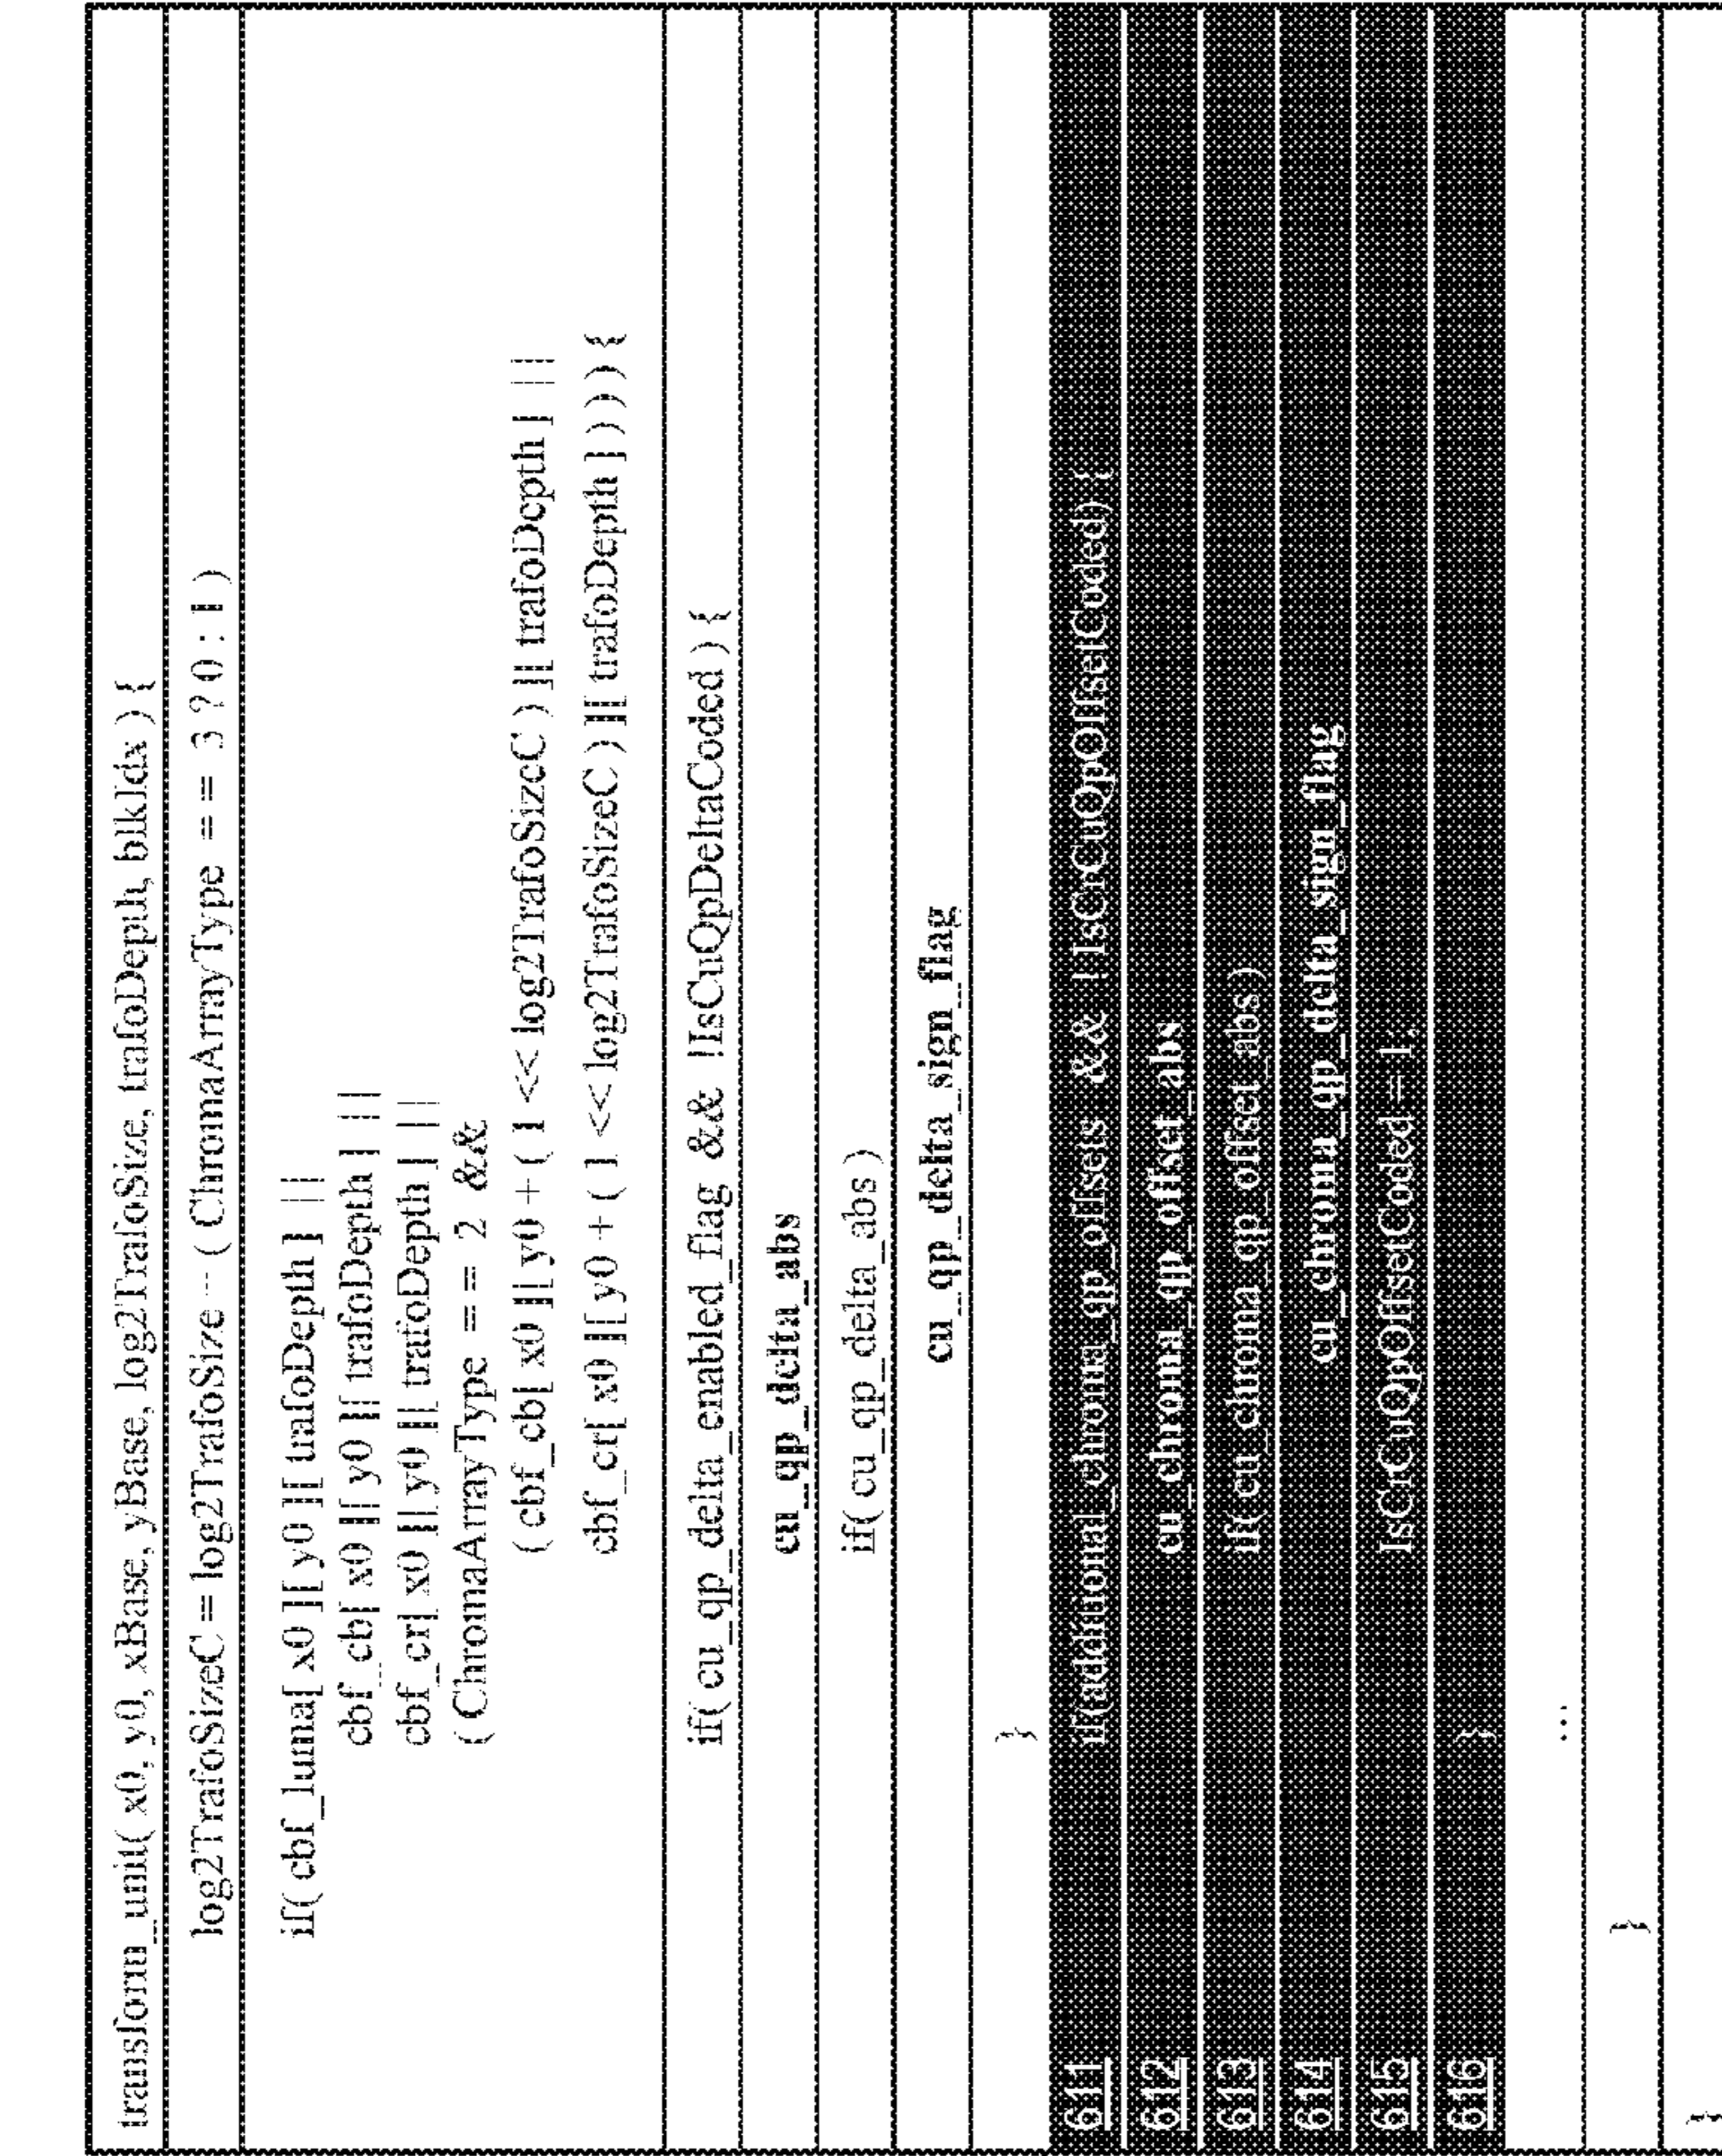 transform_unit( x0, y0, xBase, yBase, log2TrafoSize, trafoDepth, blkIdx ) {
log2TrafoSizeC = log2TrafoSize - ( ChromaArrayType = = 3 ? 0 : 1 )
if( cbf_luma[ x0 ][ y0 ][ trafoDepth ] ||
cbf_cb[ x0 ][ y0 ][ trafoDepth ] ||
cbf_cr[ x0 ][ y0 ][ trafoDepth ] ||
( ChromaArrayType = = 2 &&
( cbf_cb[ x0 ][ y0 + ( 1 << log2TrafoSizeC ) ][ trafoDepth ] ||
cbf_cr[ x0 ][ y0 + ( 1 << log2TrafoSizeC ) ][ trafoDepth ] ) ) ) {
if( cu_qp_delta_enabled_flag && !IsCuQpDeltaCoded ) {
cu_qp_delta_abs
if( cu_qp_delta_abs )
cu_qp_delta_sign_flag
}
611 if(additional_chroma_qp_offsets && ! IsCrCuQpOffsetCoded) {
612 cu_chroma_qp_offset_abs
613 if( cu_chroma_qp_offset_abs )
614 cu_chroma_qp_delta_sign_flag
615 IsCrCuQpOffsetCoded = 1;
616 }
...
}
}